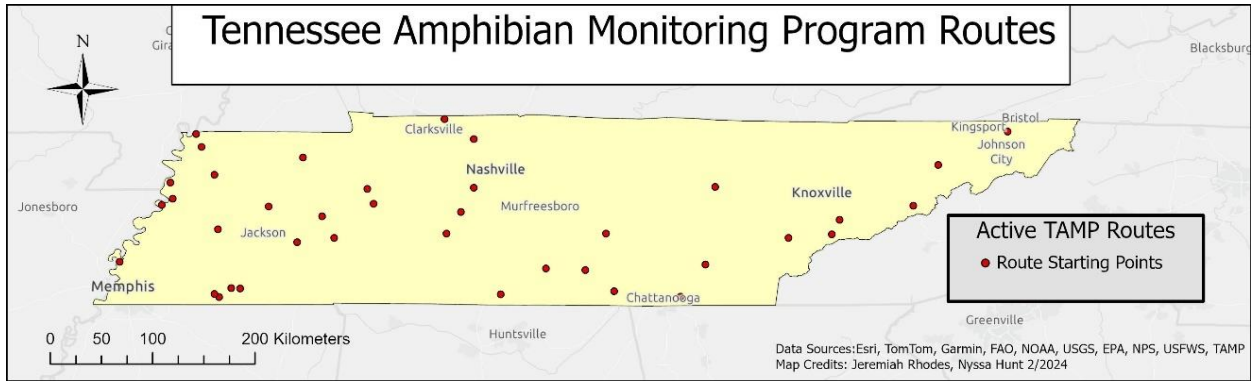 Tennessee Amphibian Monitoring Program Routes
N
Blacksburg
Clarksville
Bristol
Kingsport
Johnson
City
Nashville
Knoxville
Jonesboro
Murfreesboro
Jackson
Active TAMP Routes
Route Starting Points
Memphis
Chattanooga
Huntsville
Greenville
0 50 100 200 Kilometers
Data Sources:Esri, TomTom, Garmin, FAO, NOAA, USGS, EPA, NPS, USFWS, TAMP
Map Credits: Jeremiah Rhodes, Nyssa Hunt 2/2024